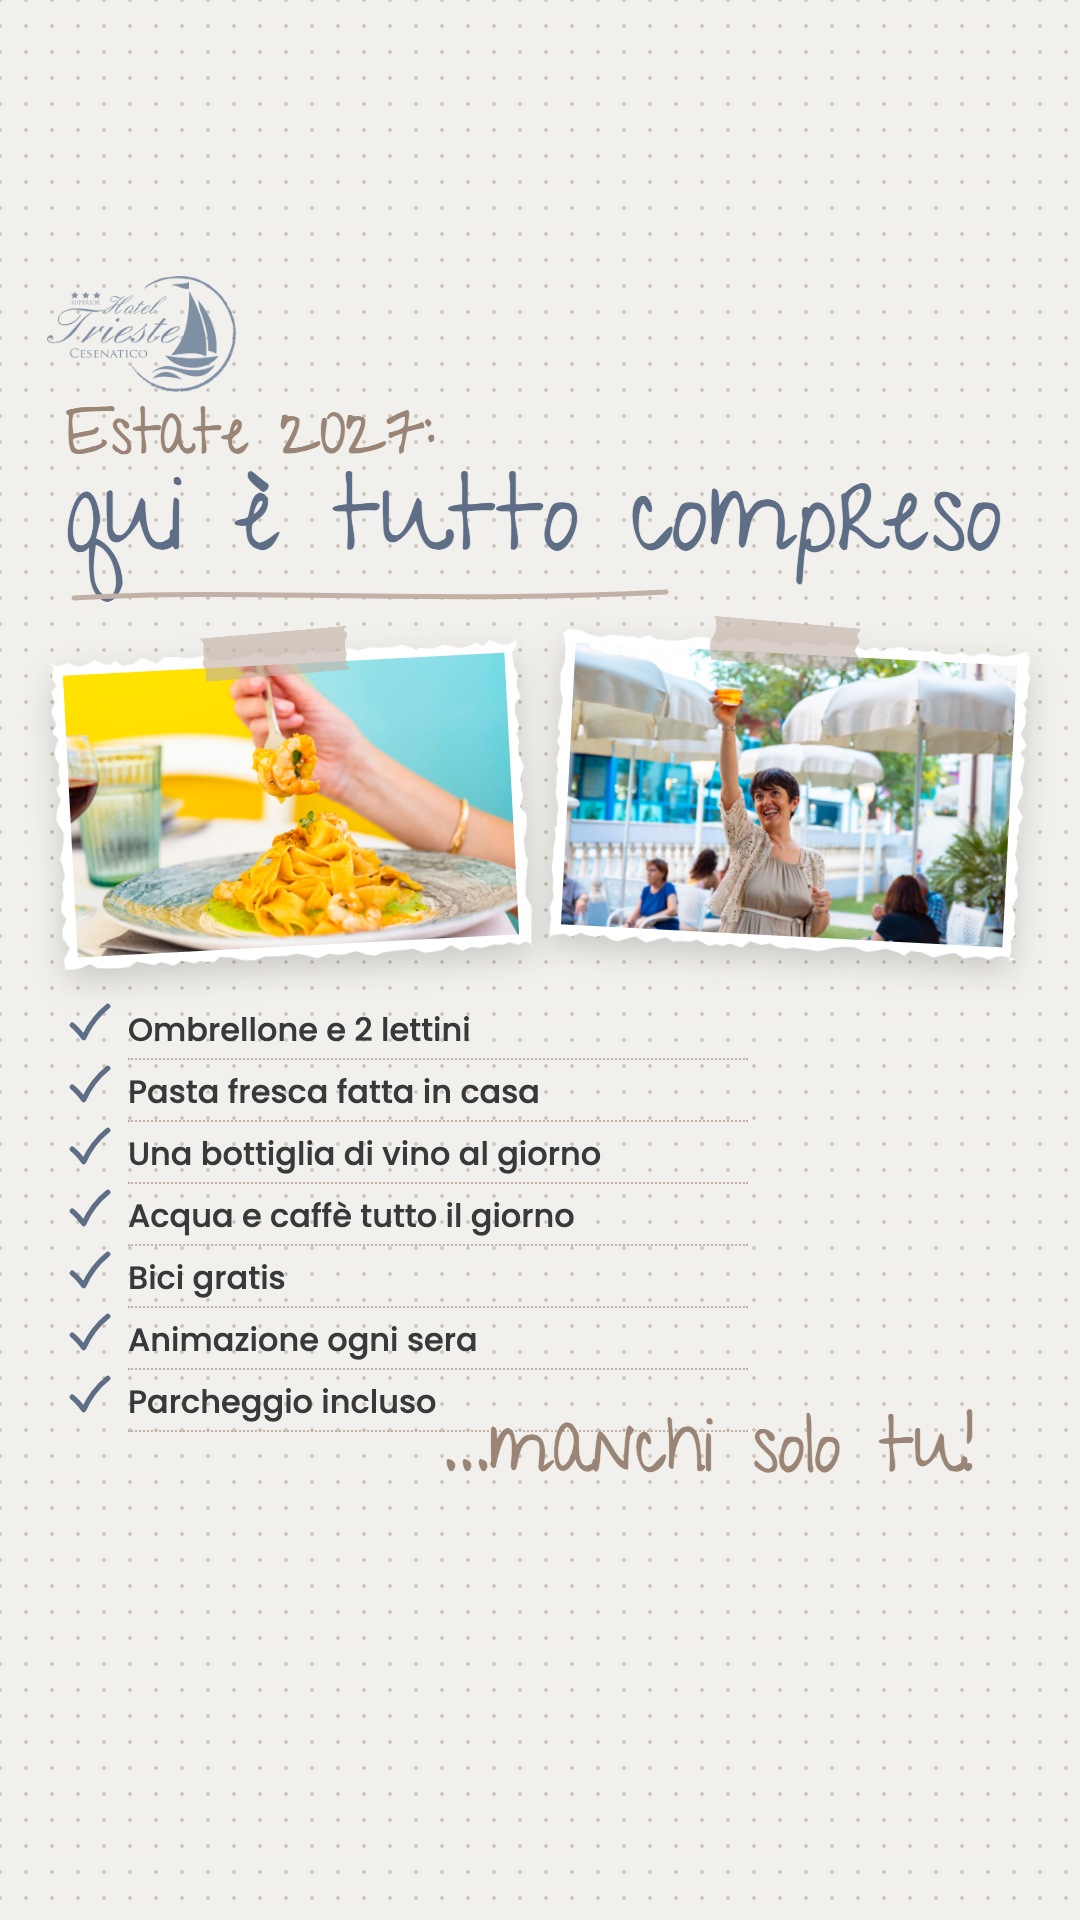 SUPERIOR
Hotel
Trieste
CESENATICO
Estate 2027:
qui è tutto compreso
Ombrellone e 2 lettini
Pasta fresca fatta in casa
Una bottiglia di vino al giorno
Acqua e caffè tutto il giorno
Bici gratis
Animazione ogni sera
Parcheggio incluso
...manchi solo tu!